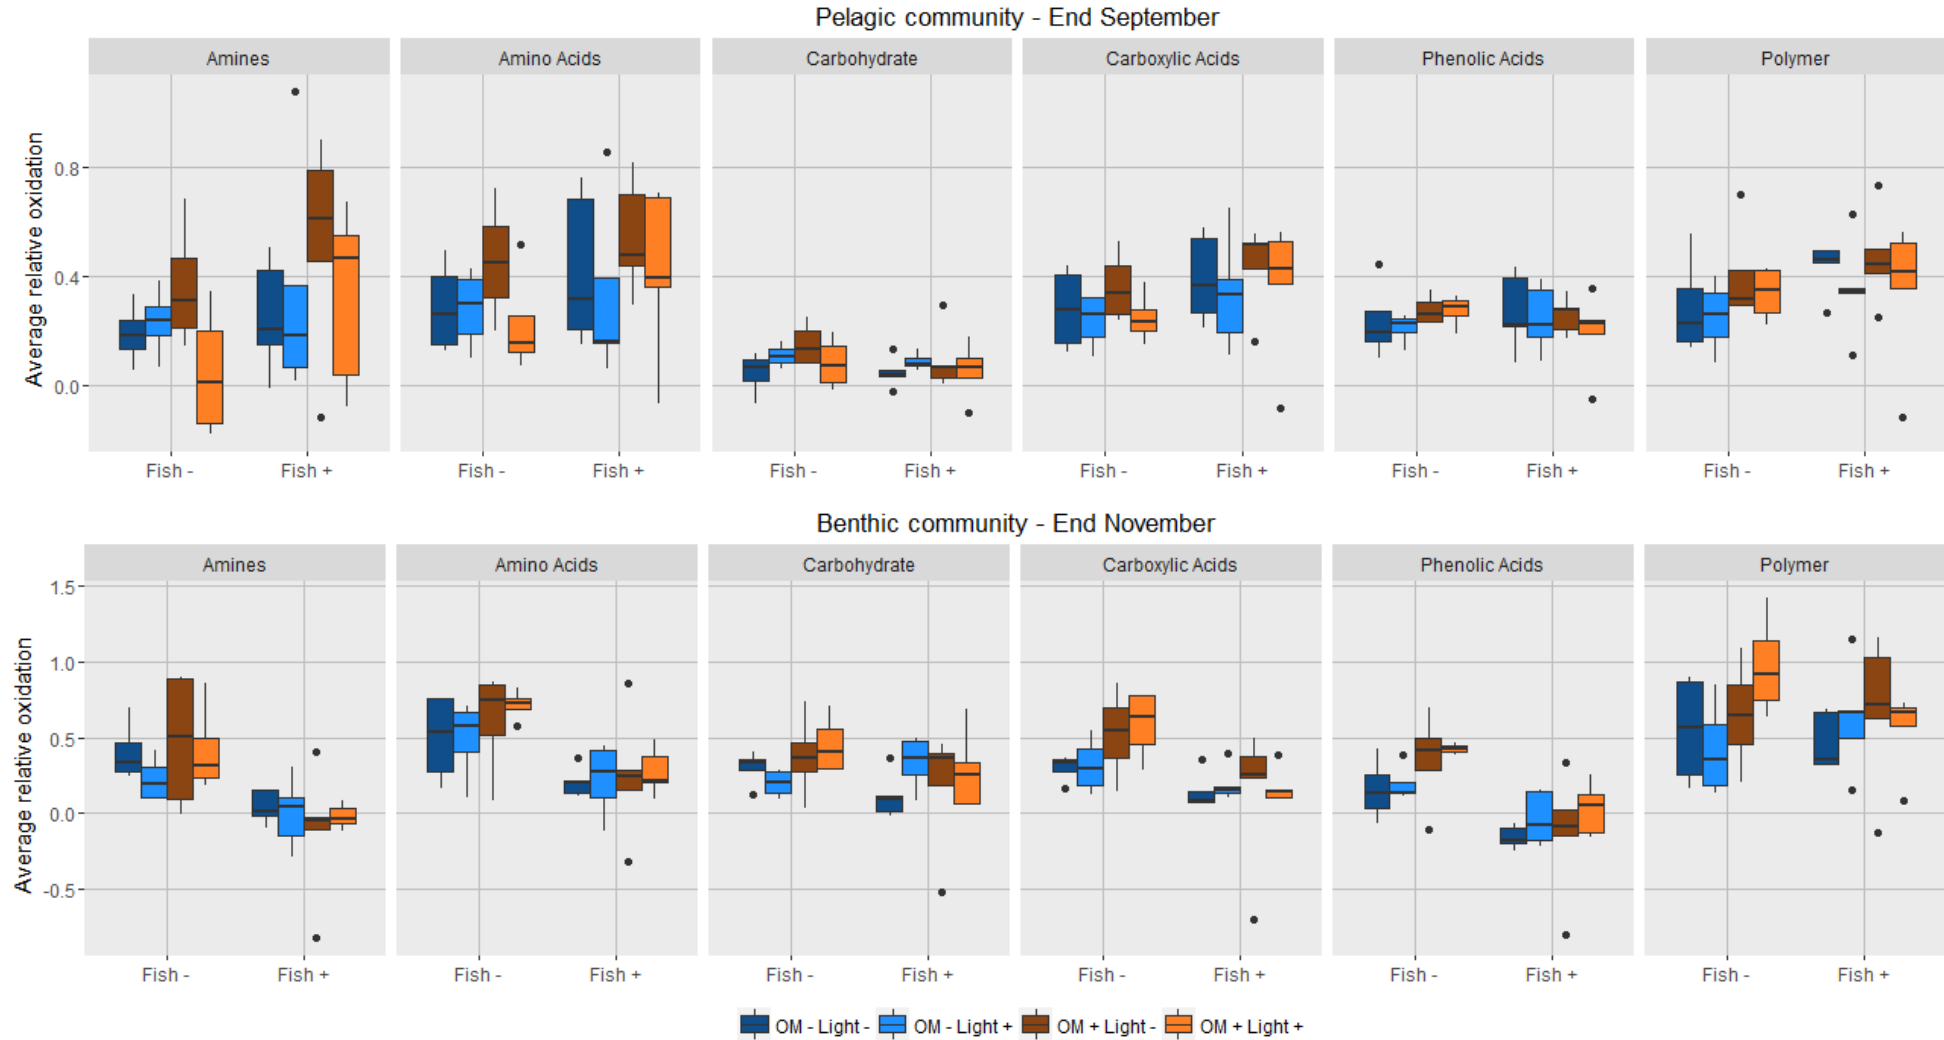 Pelagic community - End September
Amines Amino Acids Carbohydrate Carboxylic Acids Phenolic Acids Polymer
Average relative oxidation
0.8
0.4
0.0
Fish - Fish + Fish - Fish + Fish - Fish + Fish - Fish + Fish - Fish + Fish - Fish +
Benthic community - End November
Amines Amino Acids Carbohydrate Carboxylic Acids Phenolic Acids Polymer
Average relative oxidation
1.5
1.0
0.5
0.0
-0.5
Fish - Fish + Fish - Fish + Fish - Fish + Fish - Fish + Fish - Fish + Fish - Fish +
OM - Light - OM - Light + OM + Light - OM + Light +